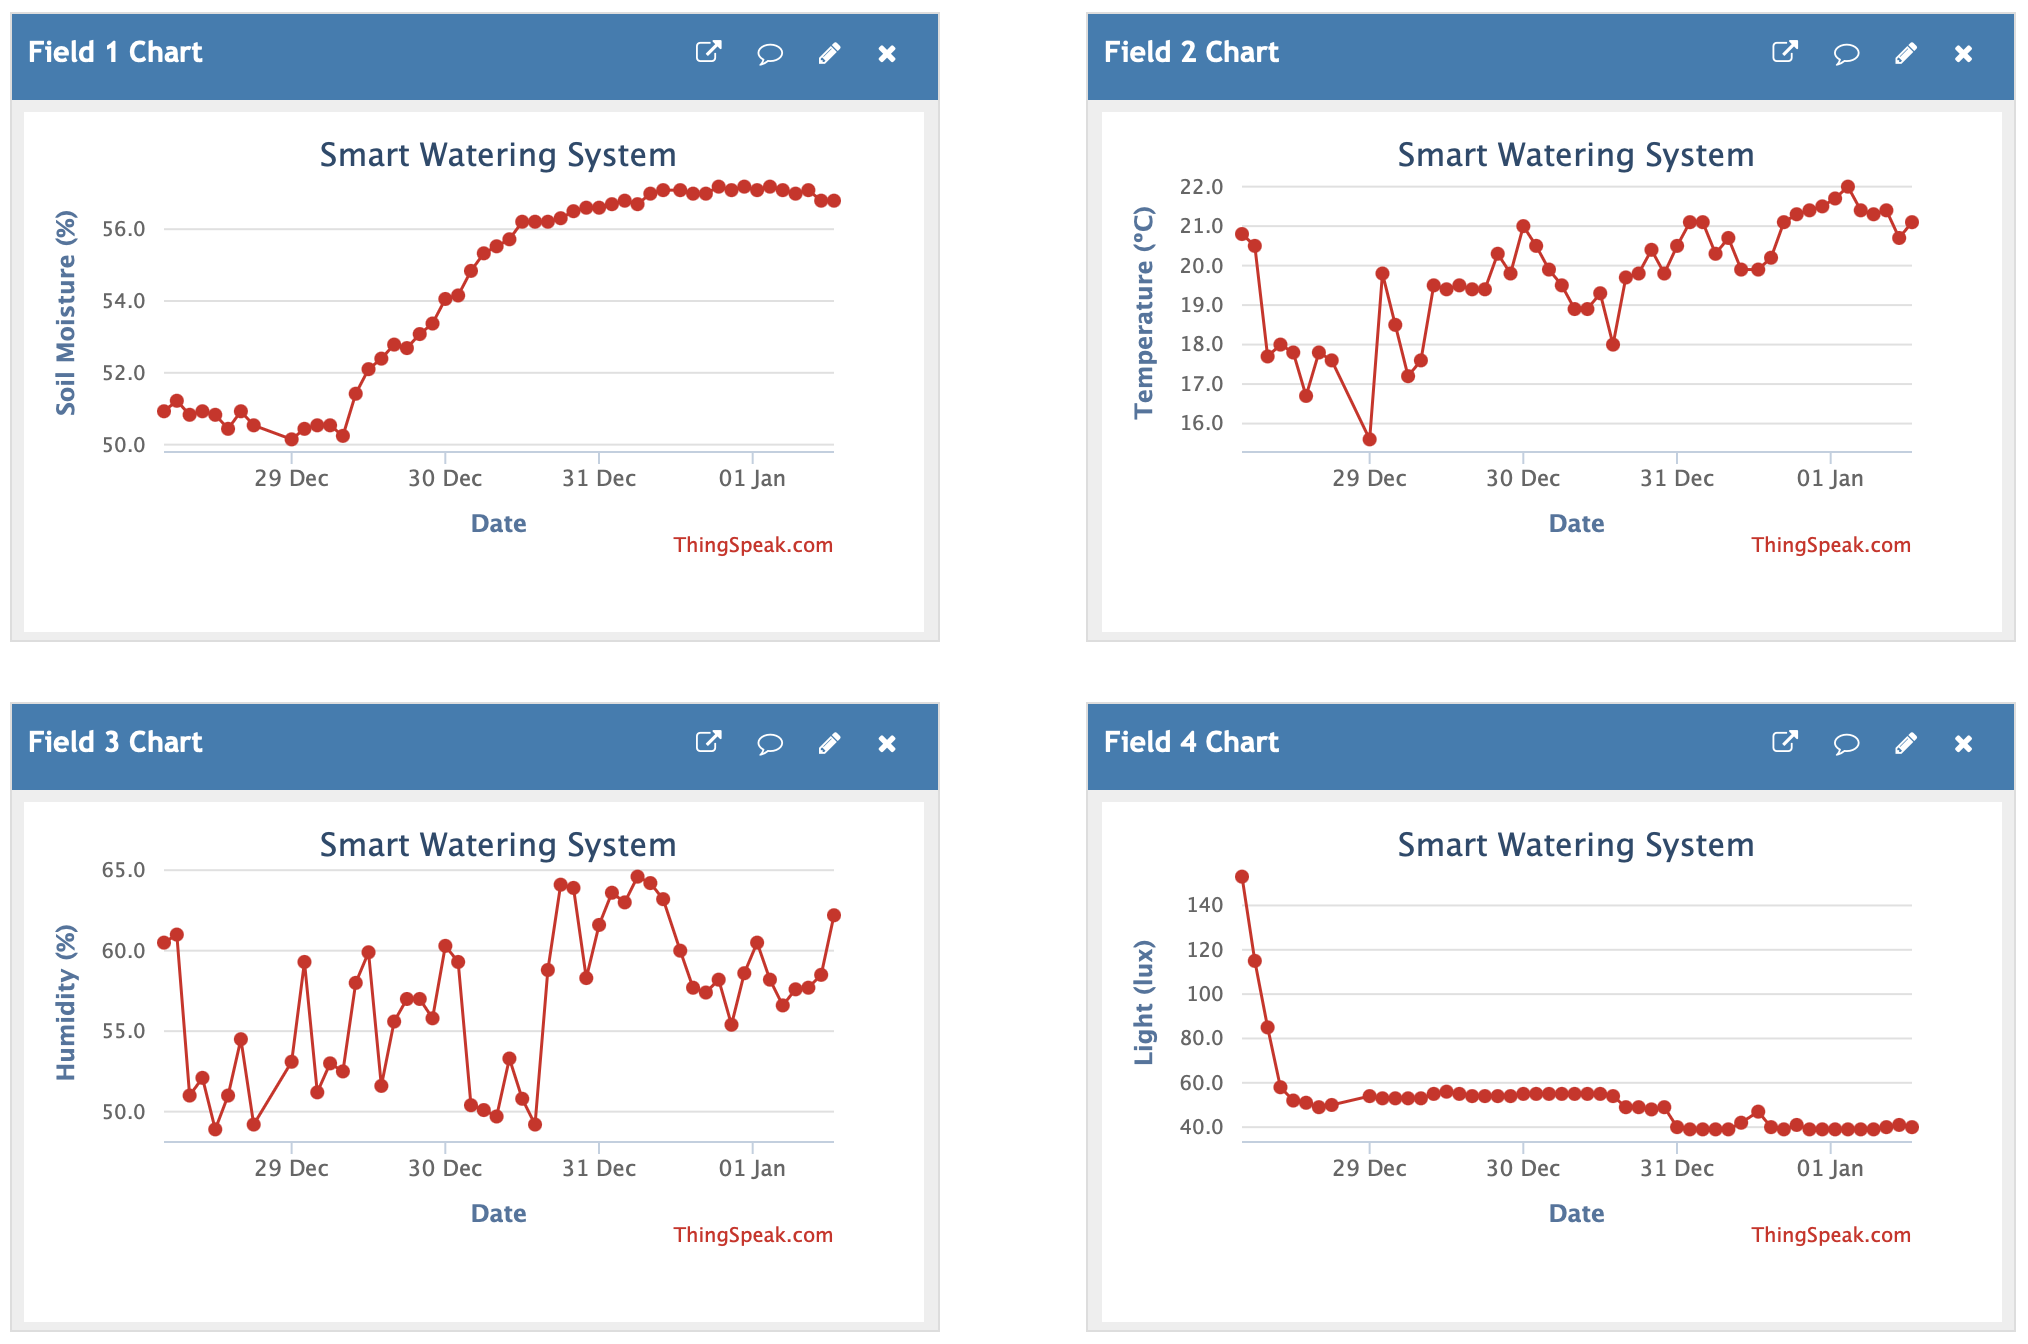 Field 1 Chart
Smart Watering System
Soil Moisture (%)
56.0
54.0
52.0
50.0
29 Dec 30 Dec 31 Dec 01 Jan
Date
ThingSpeak.com
Field 2 Chart
Smart Watering System
Temperature (°C)
22.0
21.0
20.0
19.0
18.0
17.0
16.0
29 Dec 30 Dec 31 Dec 01 Jan
Date
ThingSpeak.com
Field 3 Chart
Smart Watering System
Humidity (%)
65.0
60.0
55.0
50.0
29 Dec 30 Dec 31 Dec 01 Jan
Date
ThingSpeak.com
Field 4 Chart
Smart Watering System
Light (lux)
140
120
100
80.0
60.0
40.0
29 Dec 30 Dec 31 Dec 01 Jan
Date
ThingSpeak.com